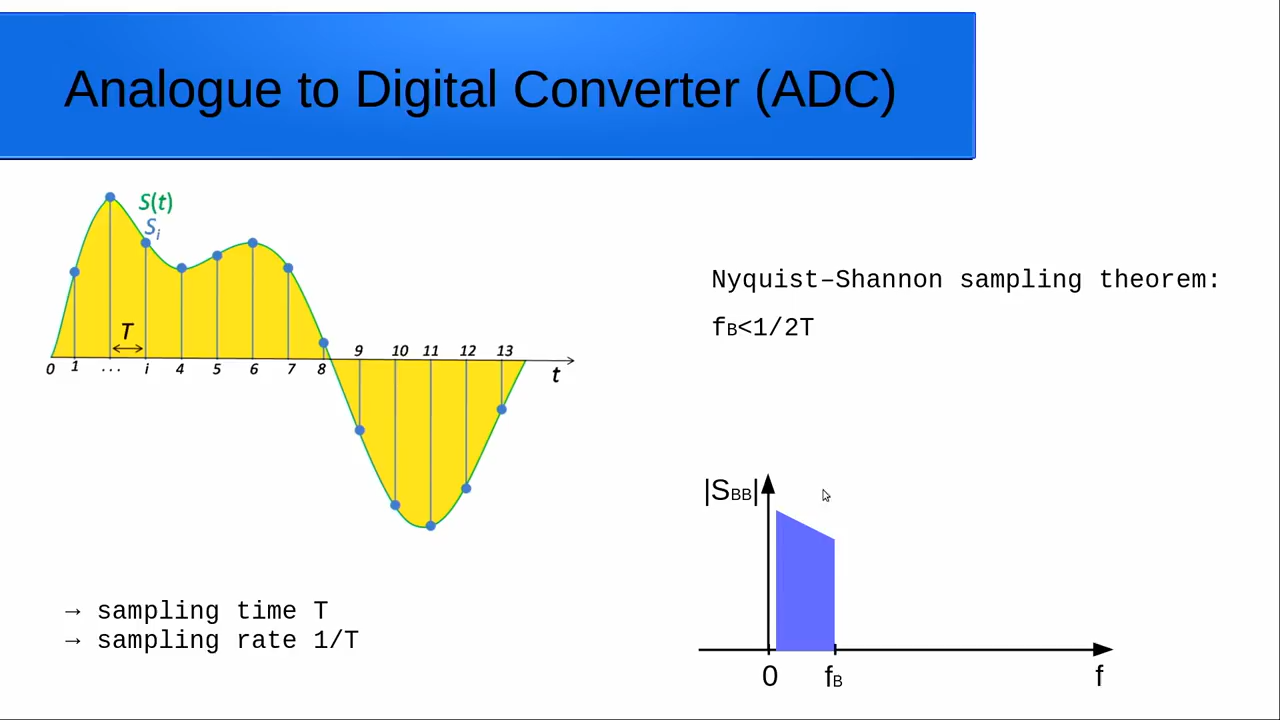 Analogue to Digital Converter (ADC)
S(t)
Si
T
0 1 ... i 4 5 6 7 8 9 10 11 12 13
t
→ sampling time T
→ sampling rate 1/T
Nyquist–Shannon sampling theorem:
fB<1/2T
|SBB|
0 fB f